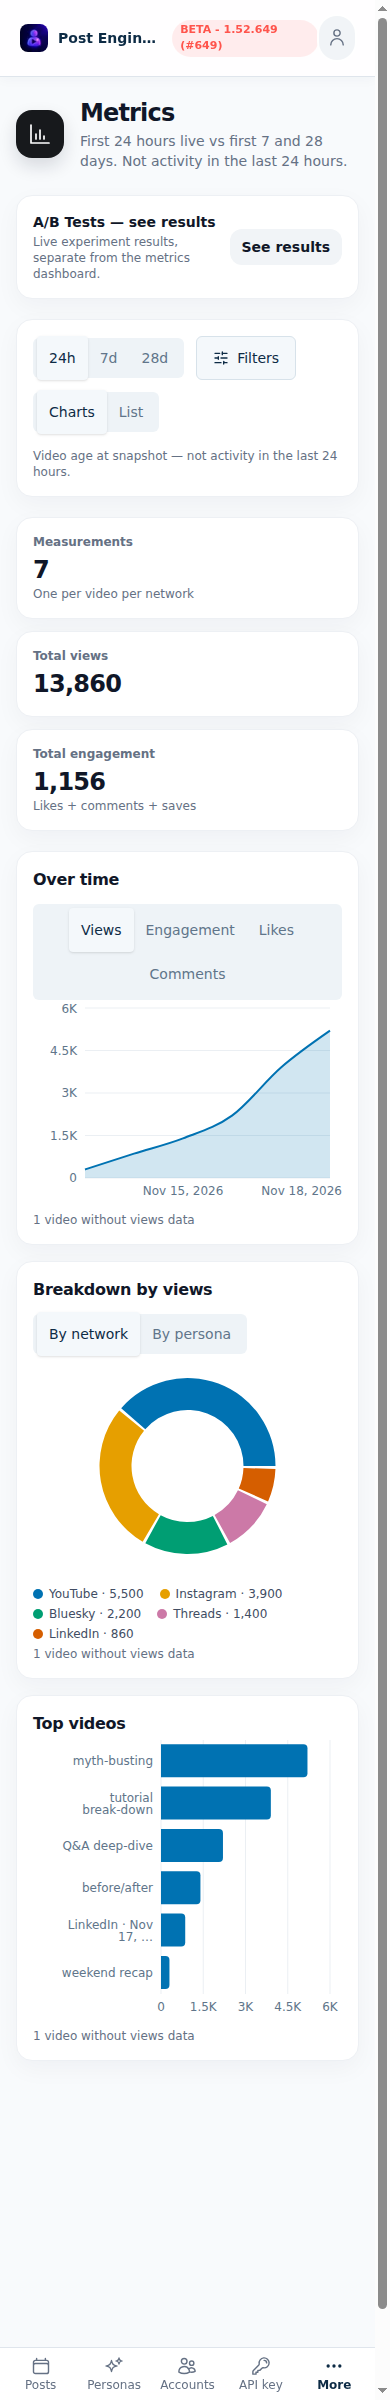 Post Engin...
BETA - 1.52.649
(#649)
Metrics
First 24 hours live vs first 7 and 28
days. Not activity in the last 24 hours.
A/B Tests — see results
Live experiment results,
separate from the metrics
dashboard.
See results
24h 7d 28d Filters
Charts List
Video age at snapshot — not activity in the last 24
hours.
Measurements
7
One per video per network
Total views
13,860
Total engagement
1,156
Likes + comments + saves
Over time
Views Engagement Likes
Comments
6K
4.5K
3K
1.5K
0
Nov 15, 2026 Nov 18, 2026
1 video without views data
Breakdown by views
By network By persona
YouTube · 5,500 Instagram · 3,900
Bluesky · 2,200 Threads · 1,400
LinkedIn · 860
1 video without views data
Top videos
myth-busting
tutorial
break-down
Q&A deep-dive
before/after
LinkedIn · Nov
17, ...
weekend recap
0 1.5K 3K 4.5K 6K
1 video without views data
Posts Personas Accounts API key More